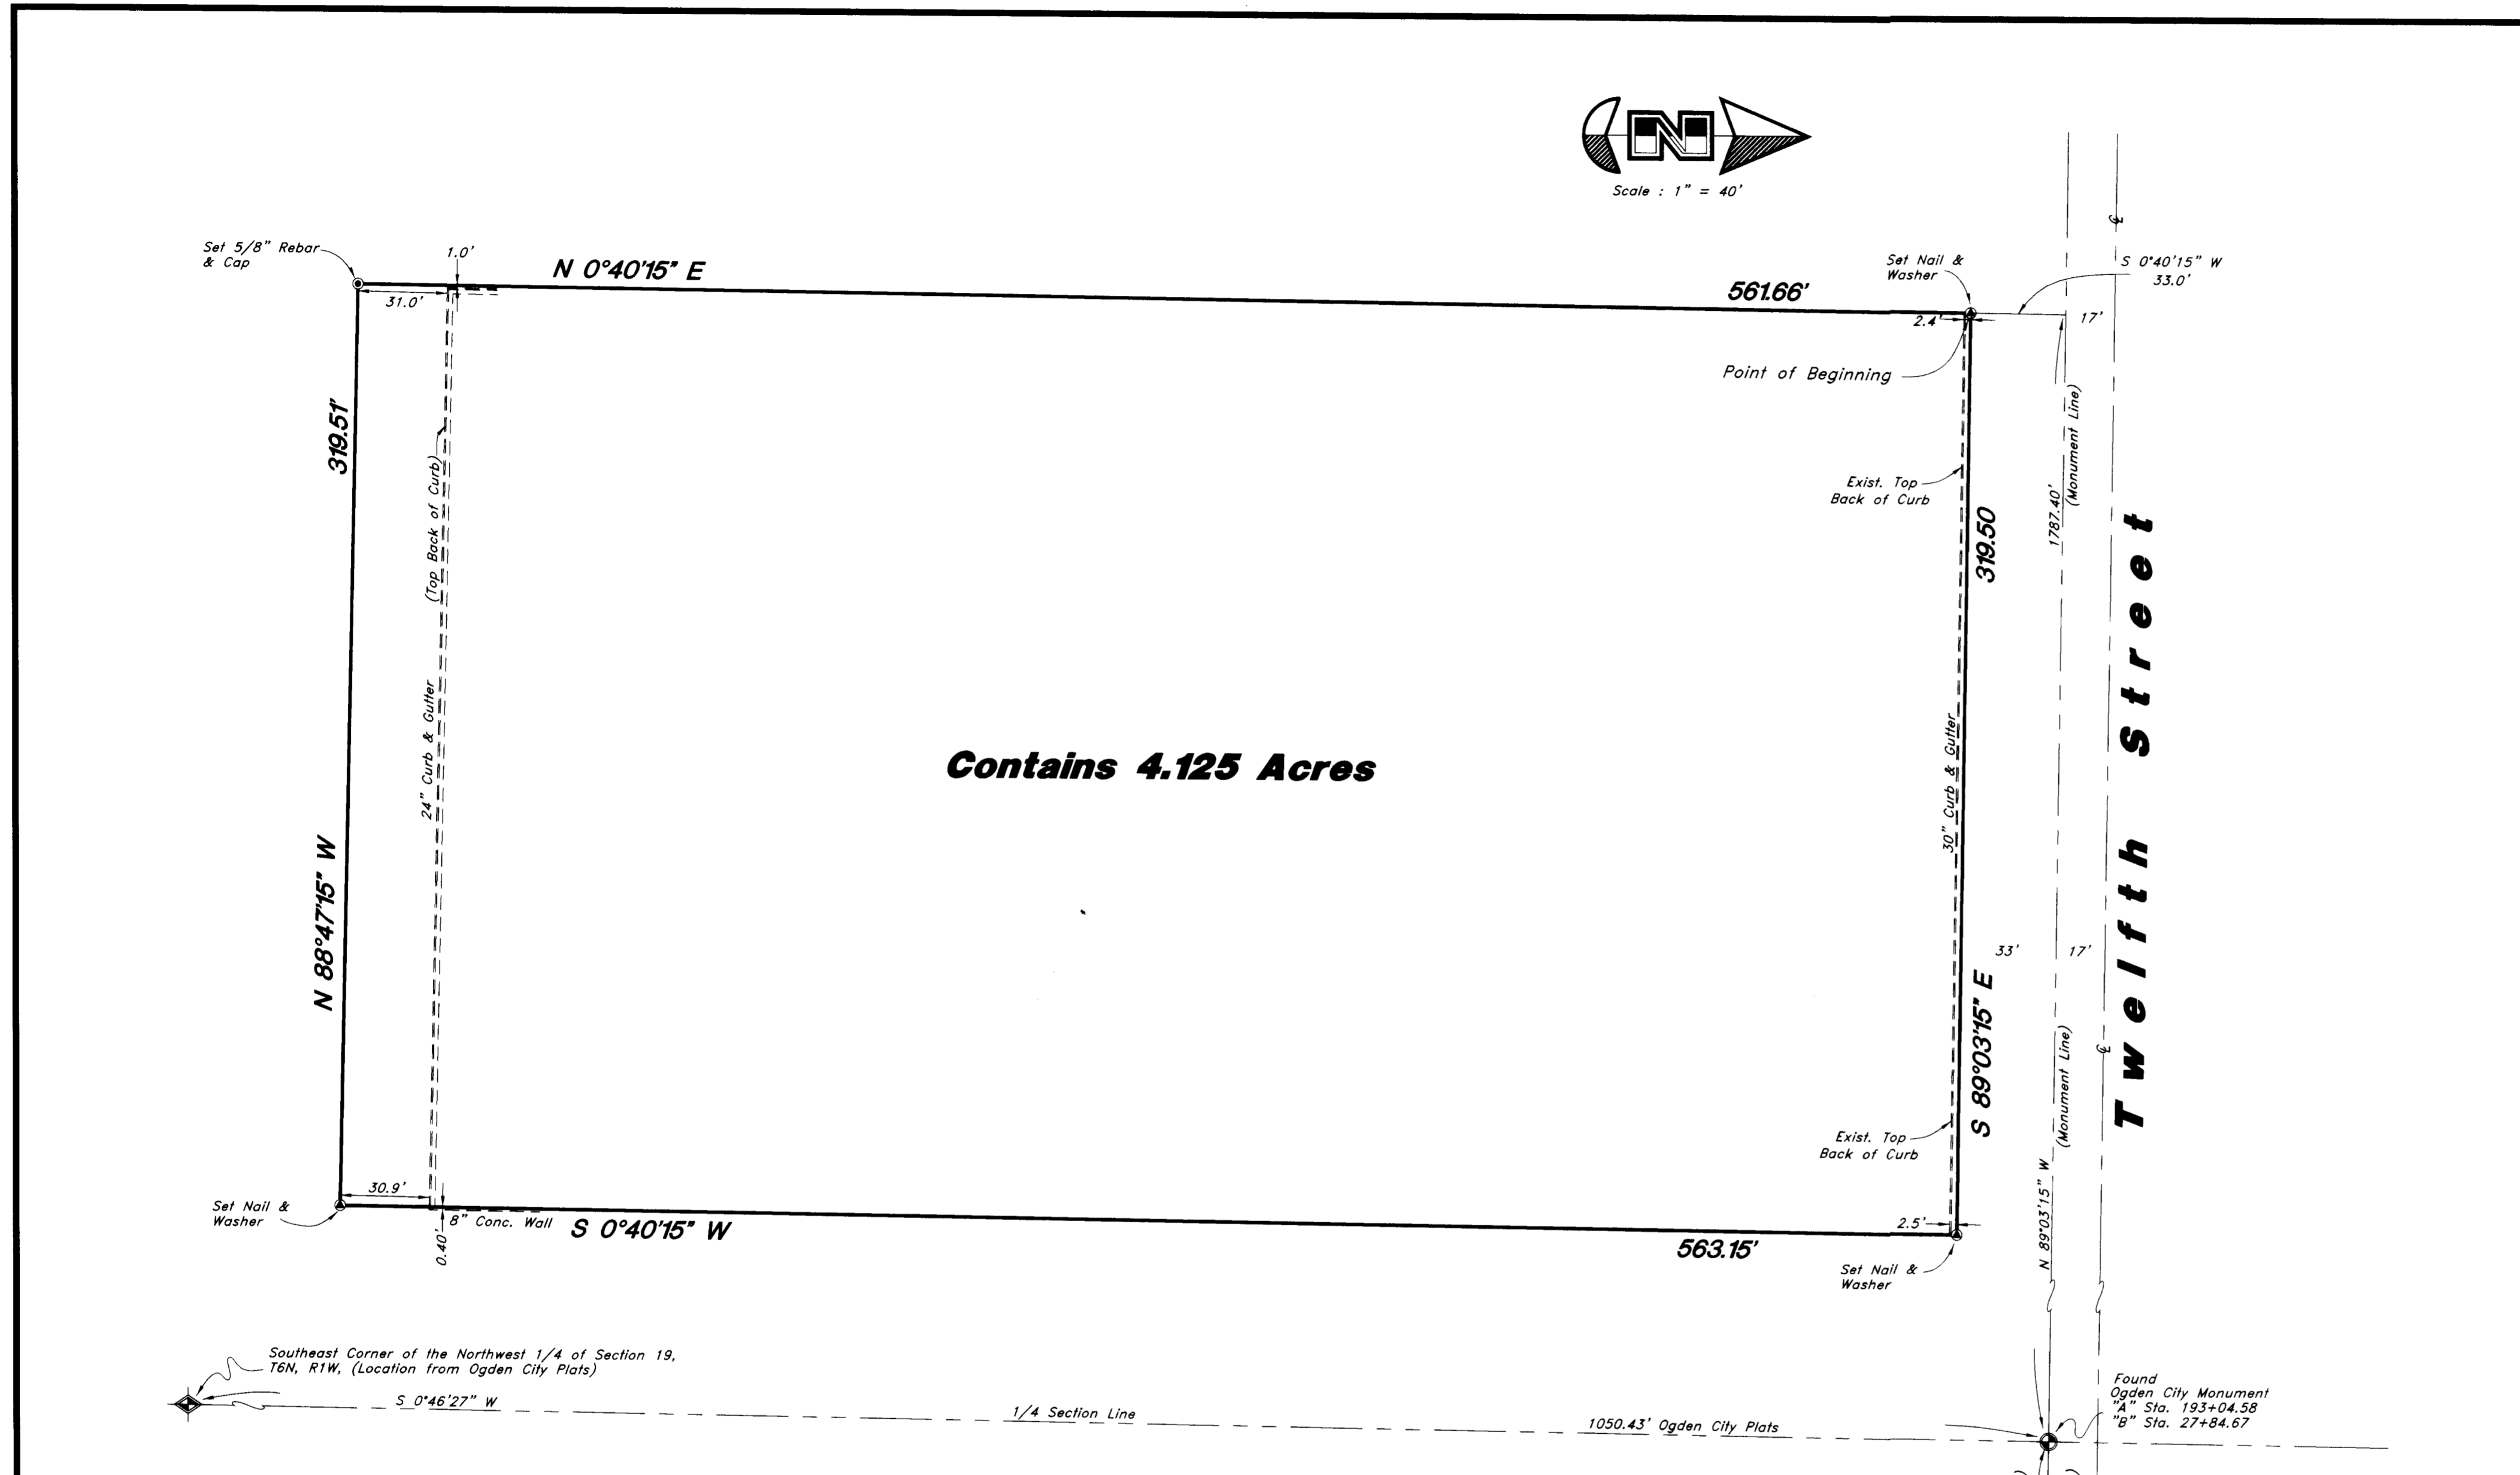 N
Scale : 1" = 40'
Set 5/8" Rebar
& Cap
1.0'
N 0°40'15" E
31.0'
561.66'
Set Nail &
Washer
S 0°40'15" W
33.0'
2.4'
17'
Point of Beginning
319.51'
(Top Back of Curb)
24" Curb & Gutter
N 88°47'15" W
Exist. Top
Back of Curb
319.50
1787.40'
(Monument Line)
Twelfth Street
Contains 4.125 Acres
30" Curb & Gutter
33'
17'
S 89°03'15" E
(Monument Line)
N 89°03'15" W
Exist. Top
Back of Curb
30.9'
Set Nail &
Washer
0.40'
8" Conc. Wall
S 0°40'15" W
2.5'
563.15'
Set Nail &
Washer
Southeast Corner of the Northwest 1/4 of Section 19,
T6N, R1W, (Location from Ogden City Plats)
S 0°46'27" W
1/4 Section Line
1050.43' Ogden City Plats
Found
Ogden City Monument
"A" Sta. 193+04.58
"B" Sta. 27+84.67